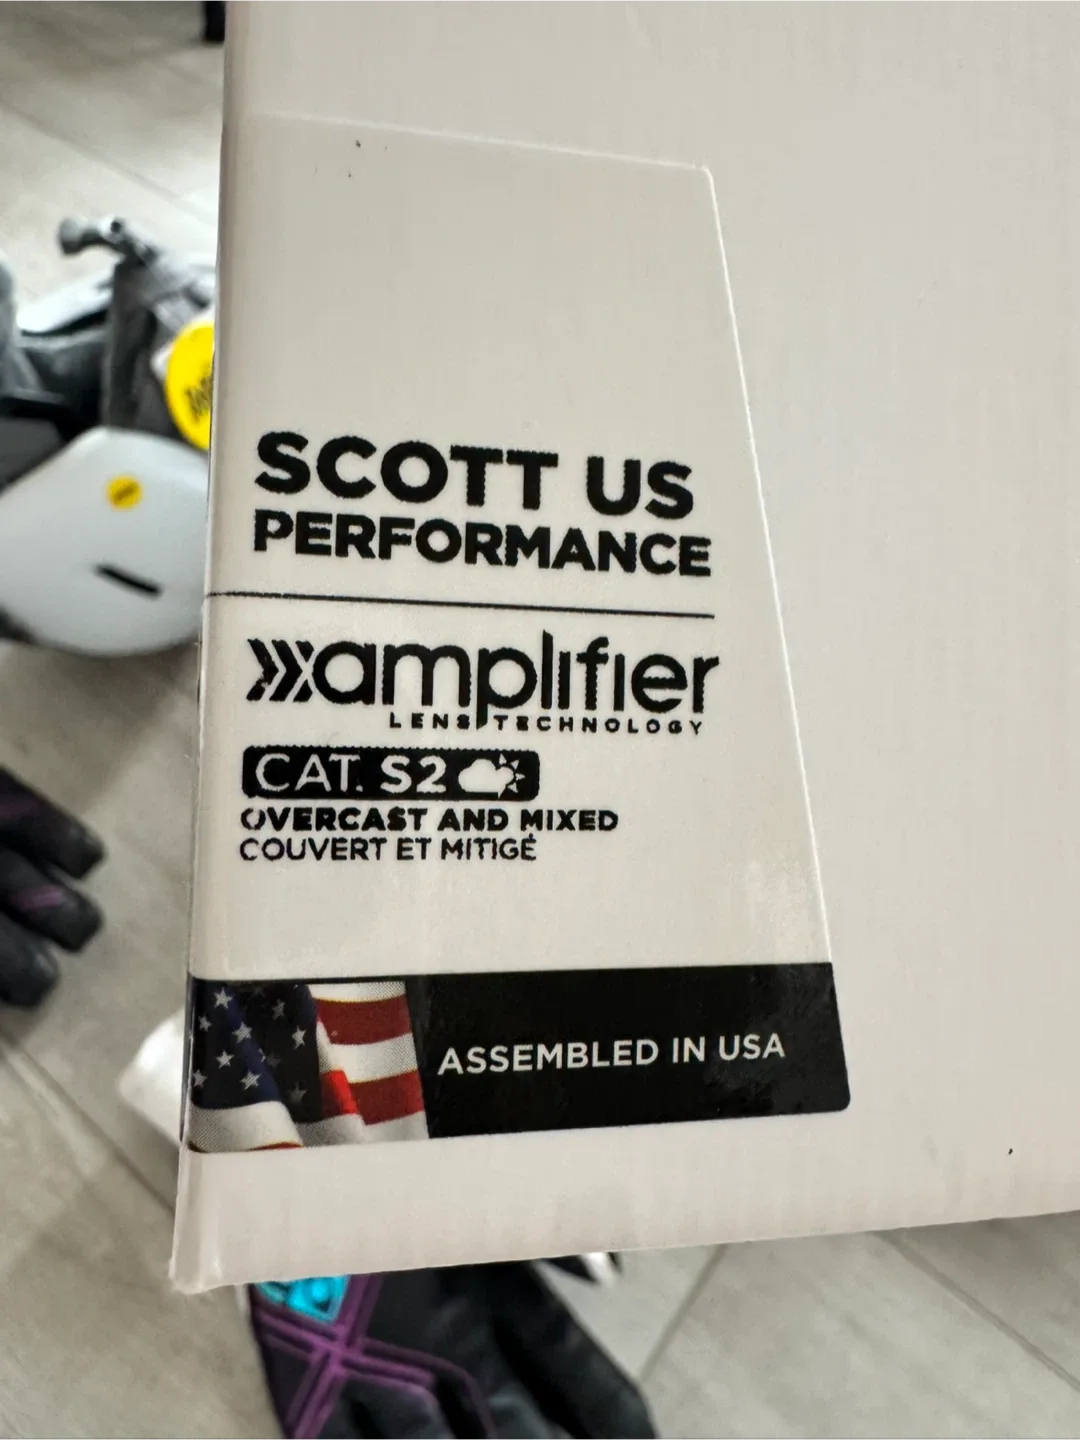 SCOTT US
PERFORMANCE
amplifier
LENS TECHNOLOGY
CAT. S2
OVERCAST AND MIXED
COUVERT ET MITIGÉ
ASSEMBLED IN USA